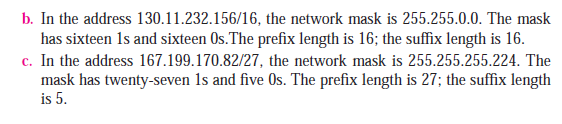 b. In the address 130.11.232.156/16, the network mask is 255.255.0.0. The mask
has sixteen 1s and sixteen 0s.The prefix length is 16; the suffix length is 16.
c. In the address 167.199.170.82/27, the network mask is 255.255.255.224. The
mask has twenty-seven 1s and five 0s. The prefix length is 27; the suffix length
is 5.